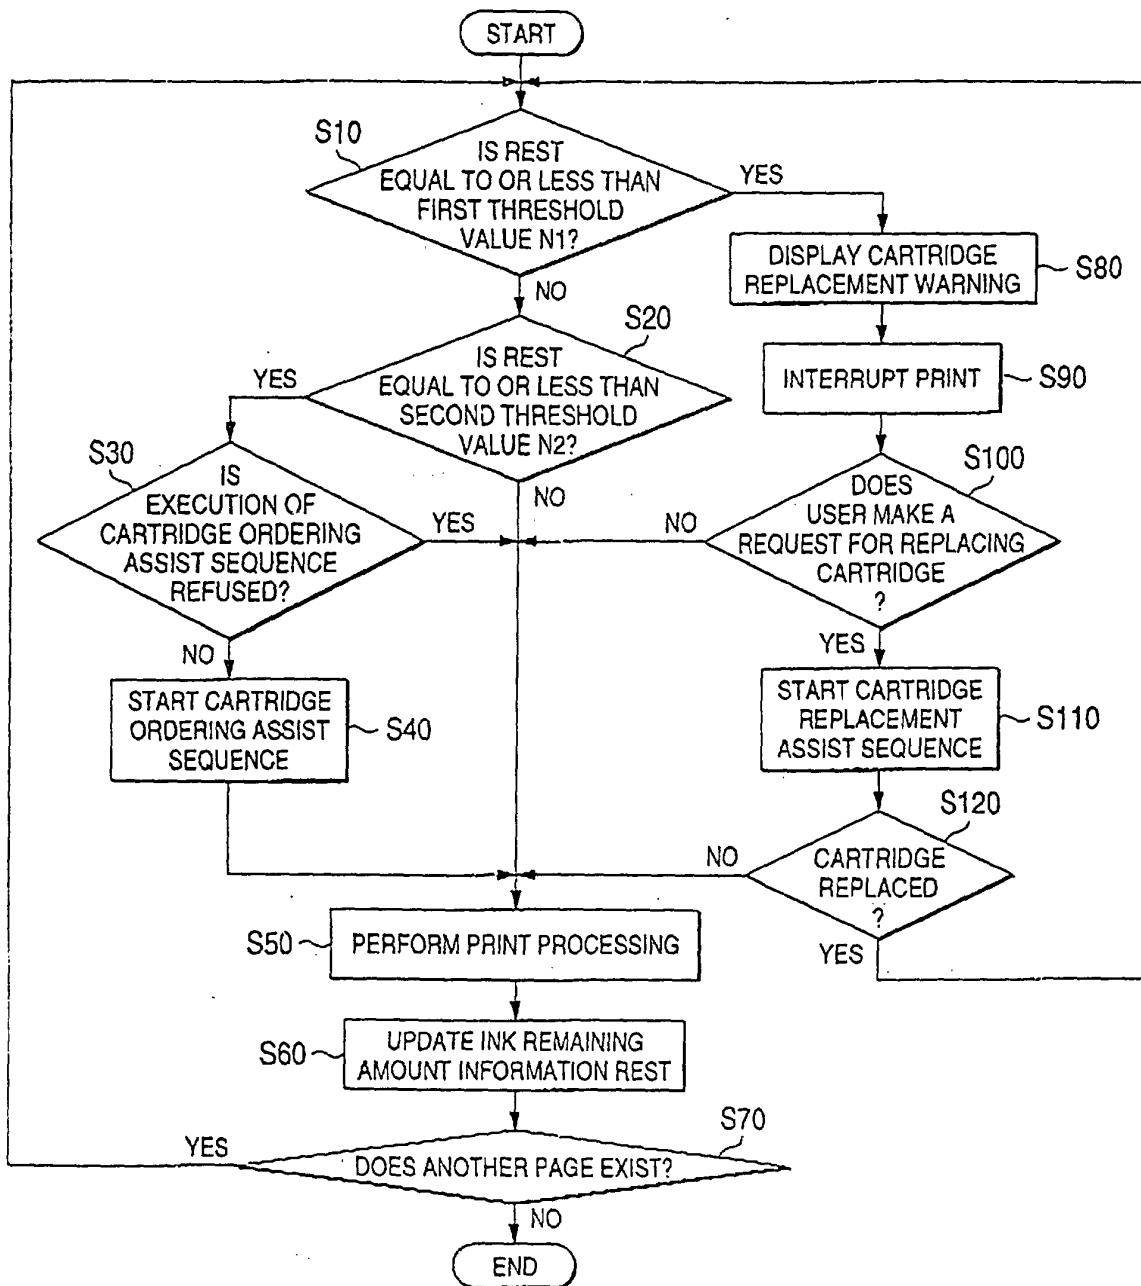 START
S10
IS REST
EQUAL TO OR LESS THAN
FIRST THRESHOLD
VALUE N1?
YES
NO
DISPLAY CARTRIDGE
REPLACEMENT WARNING
S80
S20
IS REST
EQUAL TO OR LESS THAN
SECOND THRESHOLD
VALUE N2?
YES
NO
INTERRUPT PRINT
S90
S30
IS
EXECUTION OF
CARTRIDGE ORDERING
ASSIST SEQUENCE
REFUSED?
YES
NO
S100
DOES
USER MAKE A
REQUEST FOR REPLACING
CARTRIDGE
?
NO
YES
START CARTRIDGE
ORDERING ASSIST
SEQUENCE
S40
START CARTRIDGE
REPLACEMENT
ASSIST SEQUENCE
S110
S120
CARTRIDGE
REPLACED
?
NO
YES
S50
PERFORM PRINT PROCESSING
S60
UPDATE INK REMAINING
AMOUNT INFORMATION REST
S70
DOES ANOTHER PAGE EXIST?
YES
NO
END